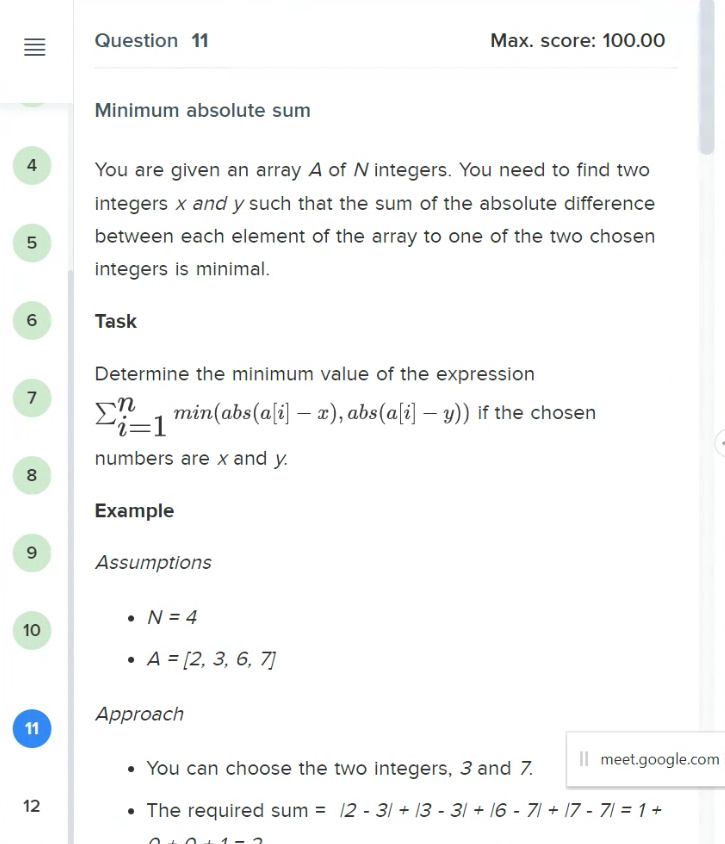 Question 11
Max. score: 100.00
Minimum absolute sum
You are given an array A of N integers. You need to find two
integers x and y such that the sum of the absolute difference
between each element of the array to one of the two chosen
integers is minimal.
Task
Determine the minimum value of the expression
∑ⁿᵢ₌₁ min(abs(a[i] − x), abs(a[i] − y)) if the chosen
numbers are x and y.
Example
Assumptions
• N = 4
• A = [2, 3, 6, 7]
Approach
• You can choose the two integers, 3 and 7.
• The required sum = |2 - 3| + |3 - 3| + |6 - 7| + |7 - 7| = 1 +
4
5
6
7
8
9
10
11
12
meet.google.com